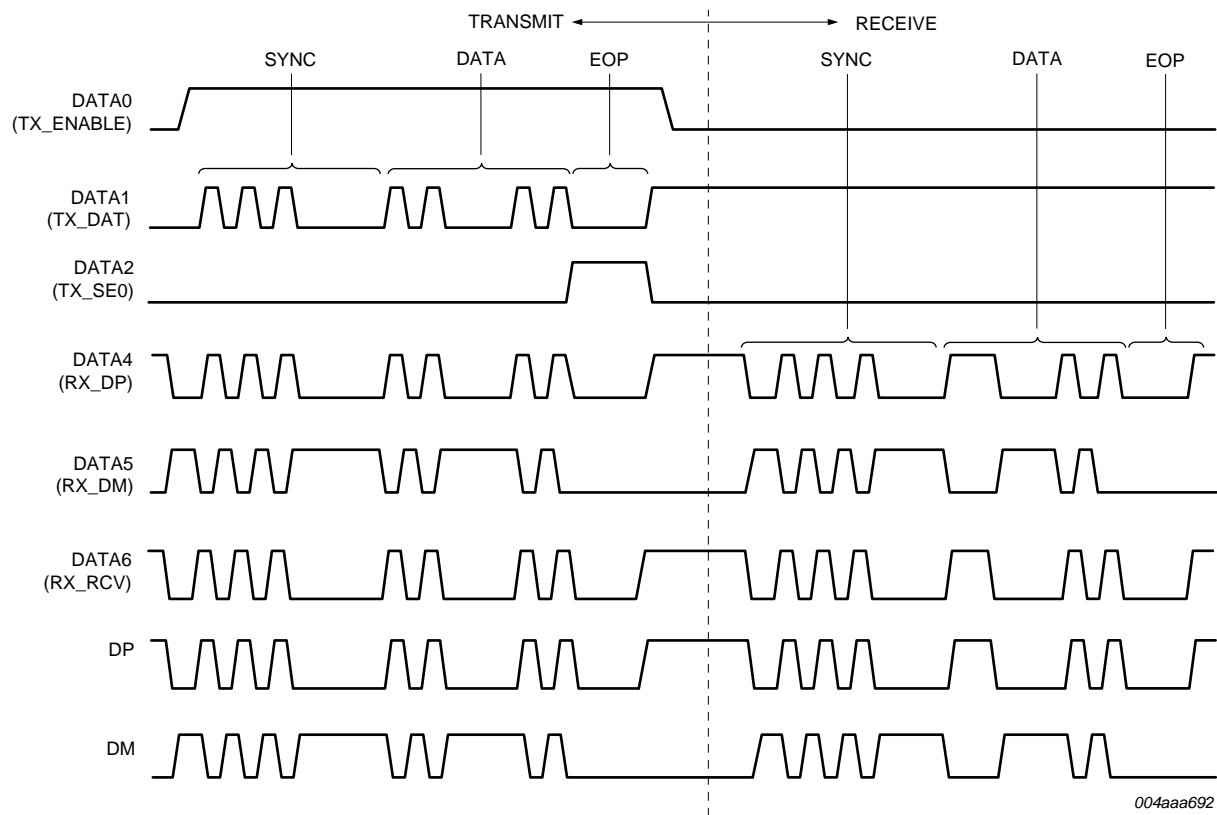 TRANSMIT
RECEIVE
SYNC
DATA
EOP
SYNC
DATA
EOP
DATA0
(TX_ENABLE)
DATA1
(TX_DAT)
DATA2
(TX_SE0)
DATA4
(RX_DP)
DATA5
(RX_DM)
DATA6
(RX_RCV)
DP
DM
004aaa692